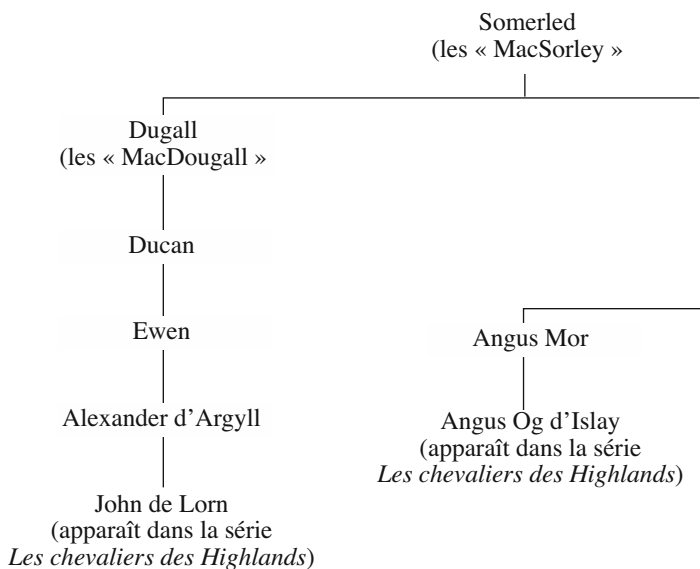 Somerled
(les « MacSorley »
Dugall
(les « MacDougall »
Ducan
Ewen
Angus Mor
Alexander d’Argyll
Angus Og d’Islay
(apparaît dans la série
Les chevaliers des Highlands)
John de Lorn
(apparaît dans la série
Les chevaliers des Highlands)